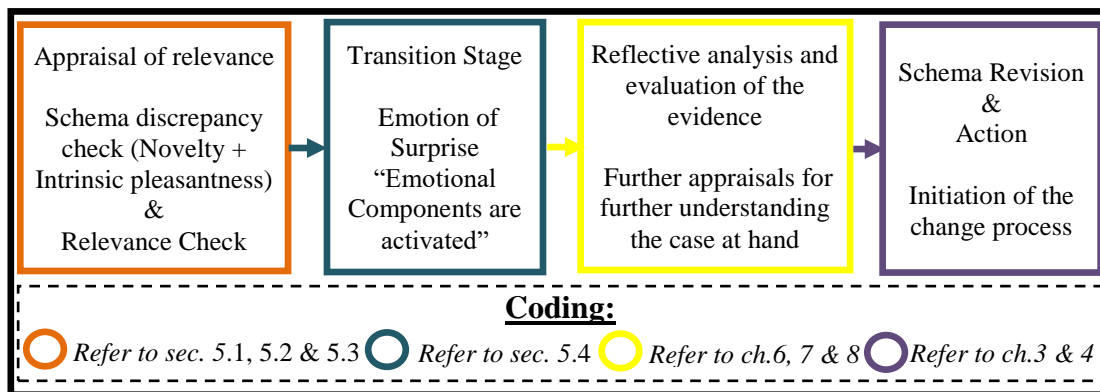 Appraisal of relevance
Schema discrepancy
check (Novelty +
Intrinsic pleasantness)
&
Relevance Check
Transition Stage
Emotion of
Surprise
“Emotional
Components are
activated”
Reflective analysis and
evaluation of the
evidence
Further appraisals for
further understanding
the case at hand
Schema Revision
&
Action
Initiation of the
change process
Coding:
Refer to sec. 5.1, 5.2 & 5.3
Refer to sec. 5.4
Refer to ch.6, 7 & 8
Refer to ch.3 & 4